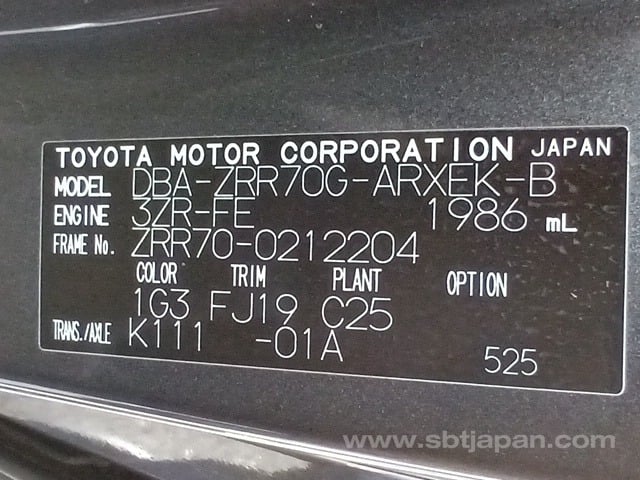 TOYOTA MOTOR CORPORATION JAPAN
MODEL DBA-ZRR70G-ARXEK-B
ENGINE 3ZR-FE 1986 mL
FRAME No. ZRR70-0212204
COLOR TRIM PLANT OPTION
1G3 FJ19 C25
TRANS./AXLE K111 -01A
525
www.sbtjapan.com